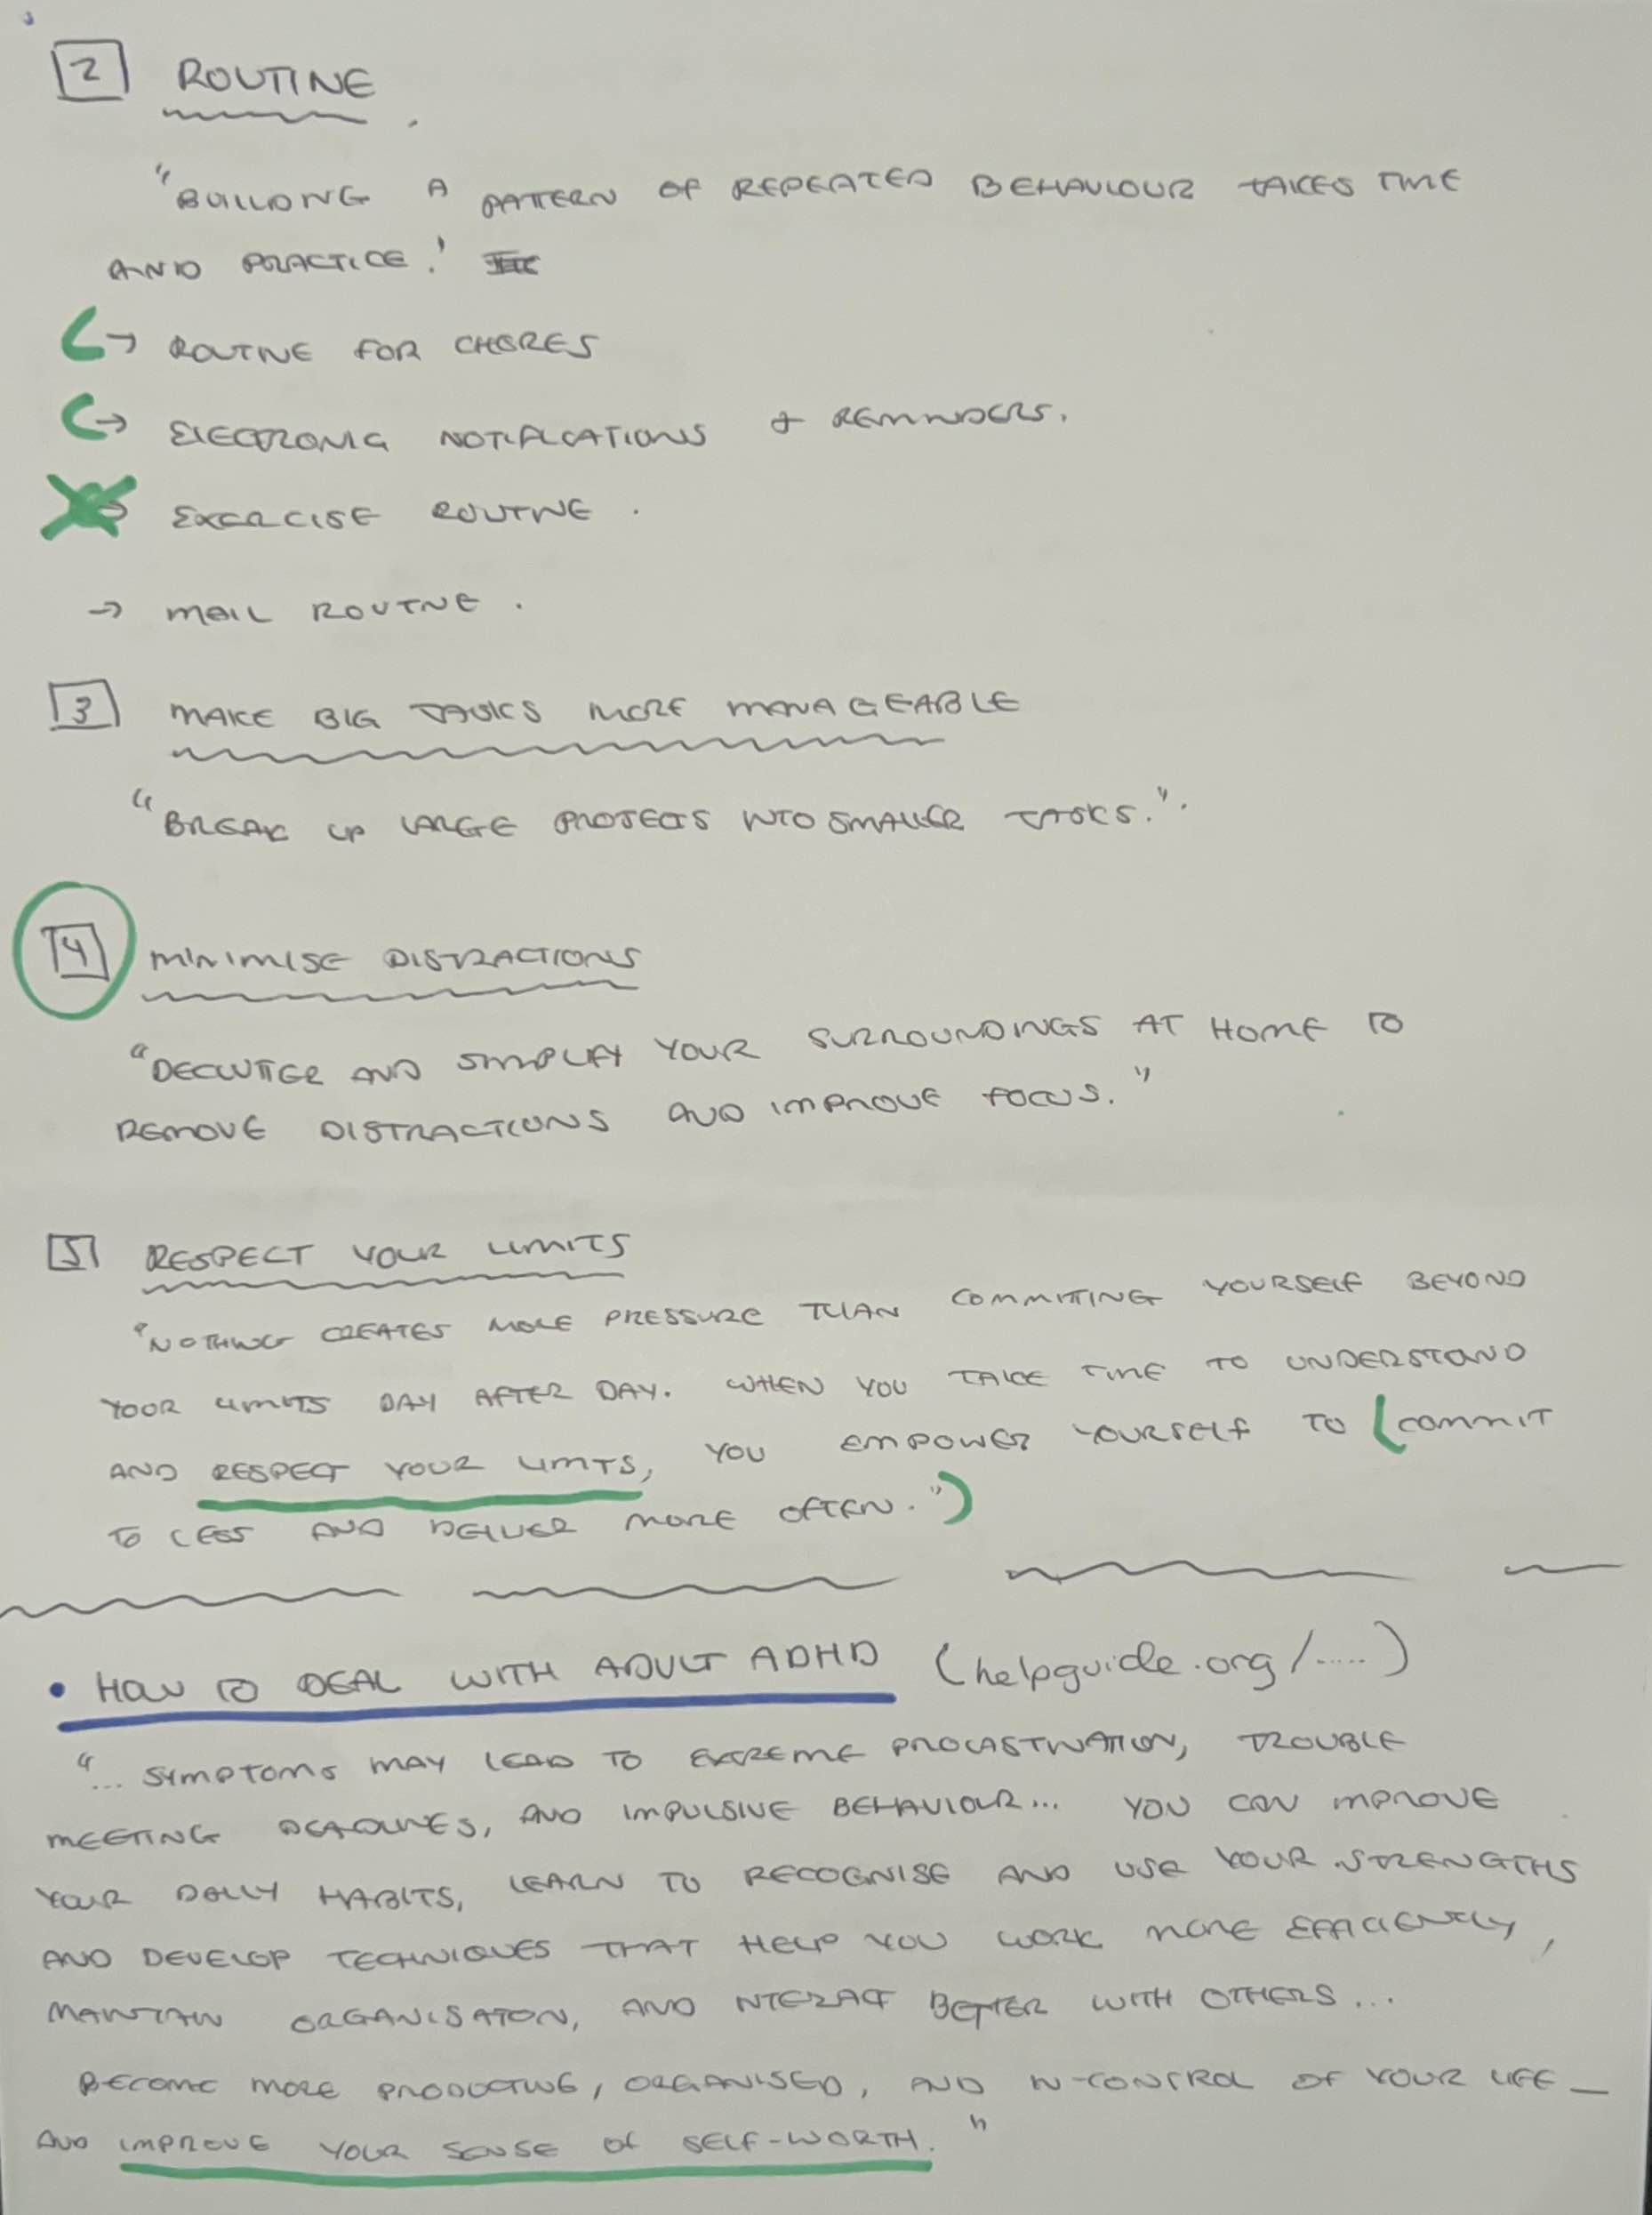 2 ROUTINE
"BUILDING A PATTERN OF REPEATED BEHAVIOUR TAKES TIME
AND PRACTICE.'
→ ROUTINE FOR CHORES
→ ELECTRONIC NOTIFICATIONS + REMINDERS.
→ EXERCISE ROUTINE.
→ MAIL ROUTINE.
3 MAKE BIG TASKS MORE MANAGEABLE
"BREAK UP LARGE PROJECTS INTO SMALLER TASKS.".
4 MINIMISE DISTRACTIONS
"DECLUTTER AND SIMPLIFY YOUR SURROUNDINGS AT HOME TO
REMOVE DISTRACTIONS AND IMPROVE FOCUS."
5 RESPECT YOUR LIMITS
"NOTHING CREATES MORE PRESSURE THAN COMMITTING YOURSELF BEYOND
YOUR LIMITS DAY AFTER DAY. WHEN YOU TAKE TIME TO UNDERSTAND
AND RESPECT YOUR LIMITS, YOU EMPOWER YOURSELF TO (COMMIT
TO LESS AND DELIVER MORE OFTEN.")
• HOW TO DEAL WITH ADULT ADHD (helpguide.org/.....)
"... SYMPTOMS MAY LEAD TO EXTREME PROCASTINATION, TROUBLE
MEETING DEADLINES, AND IMPULSIVE BEHAVIOUR... YOU CAN IMPROVE
YOUR DAILY HABITS, LEARN TO RECOGNISE AND USE YOUR STRENGTHS
AND DEVELOP TECHNIQUES THAT HELP YOU WORK MORE EFFICIENTLY,
MAINTAIN ORGANISATION, AND INTERACT BETTER WITH OTHERS...
BECOME MORE PRODUCTIVE, ORGANISED, AND IN-CONTROL OF YOUR LIFE —
AND IMPROVE YOUR SENSE OF SELF-WORTH."